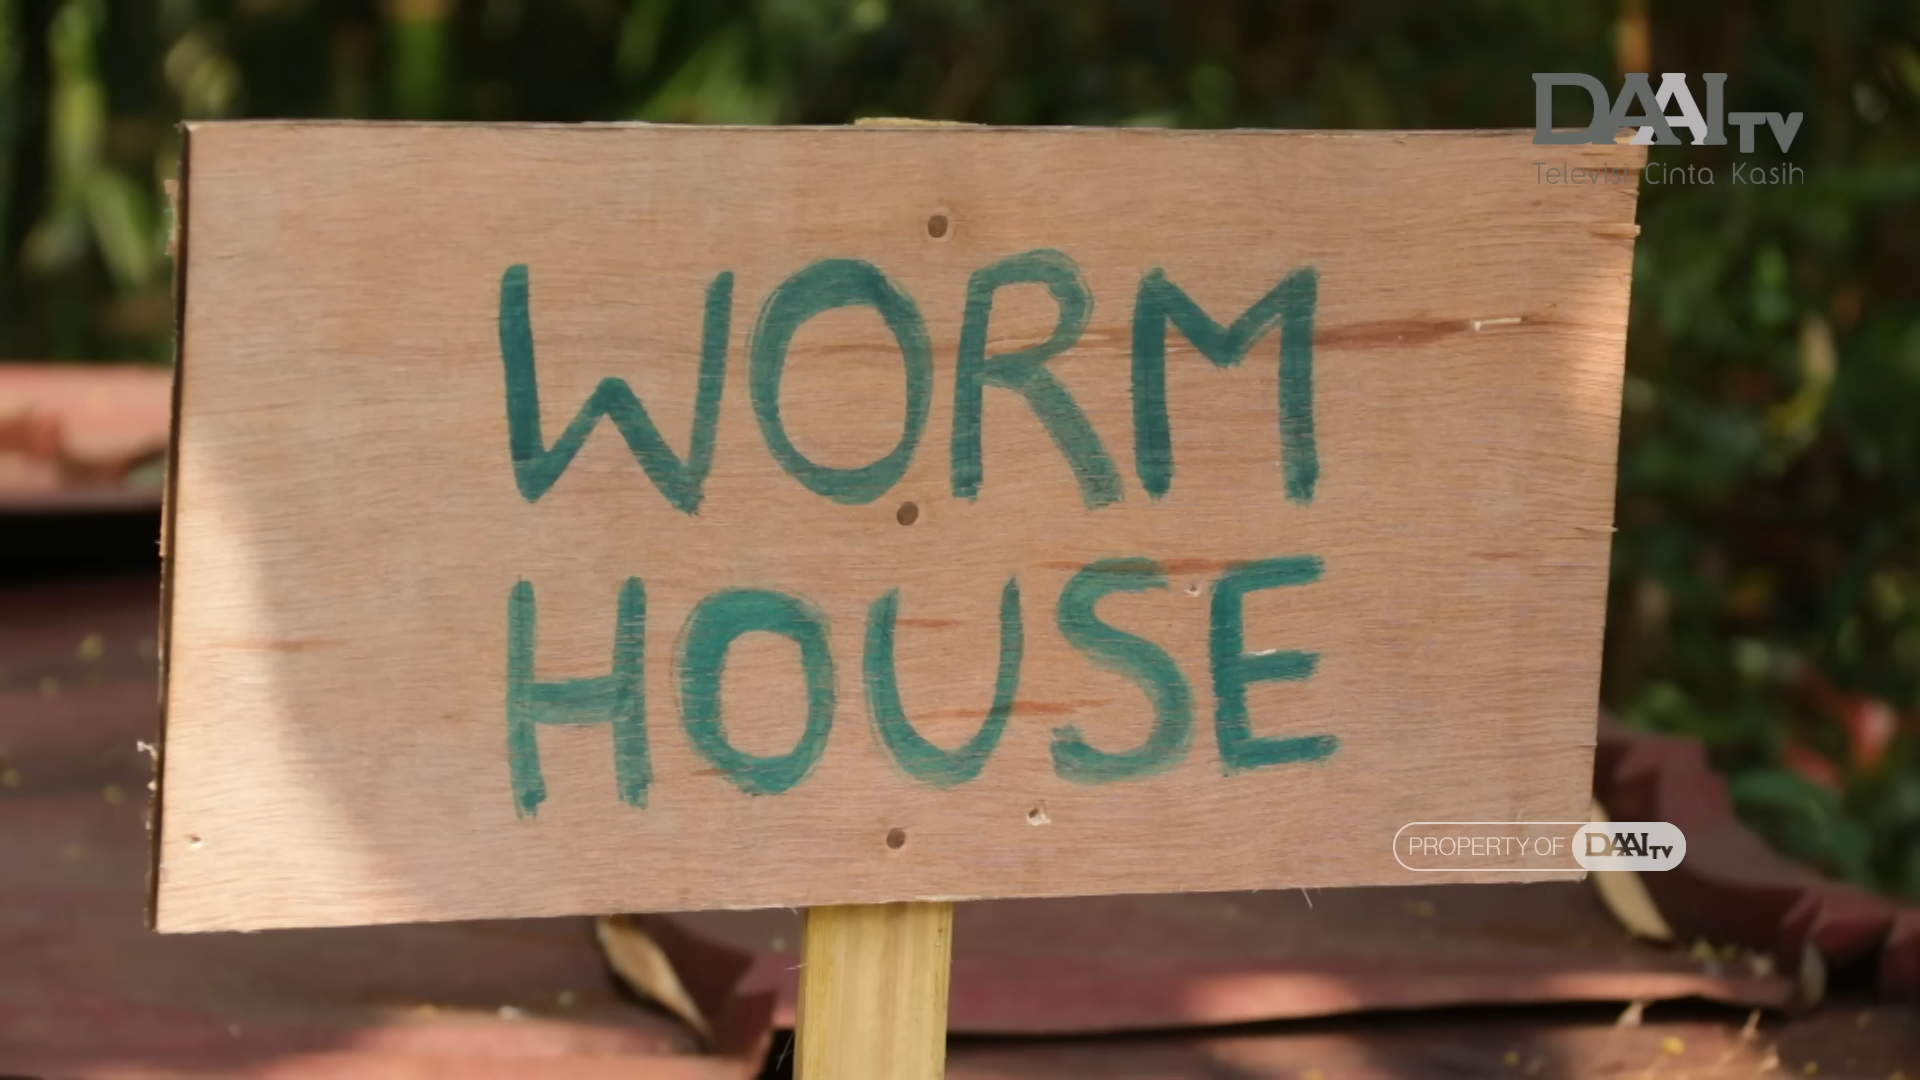 DAAI TV
Televisi Cinta Kasih
WORM
HOUSE
PROPERTY OF DAAI TV